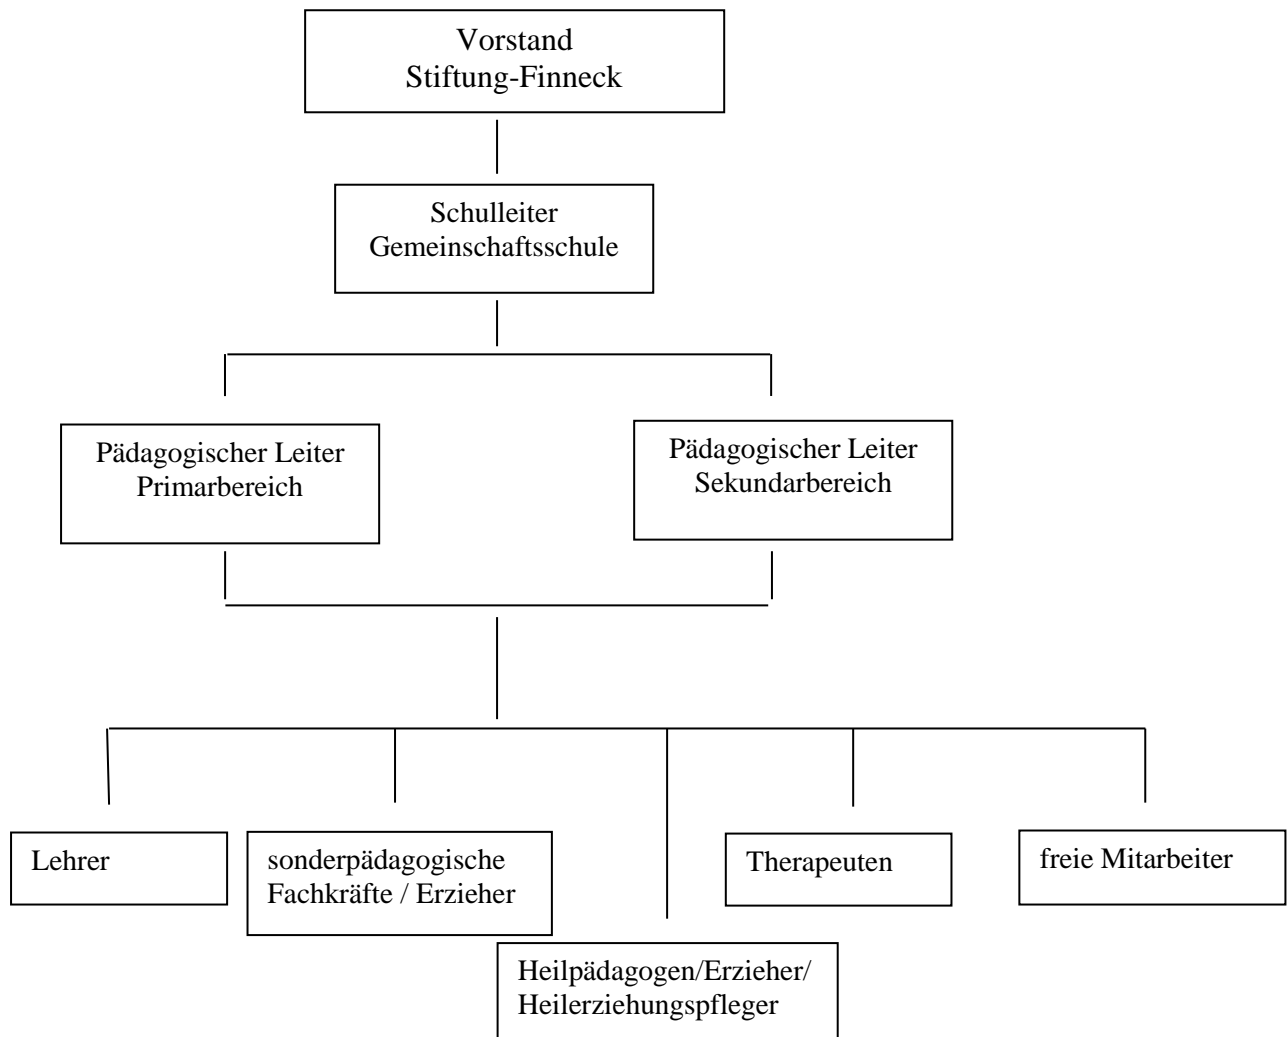 Vorstand
Stiftung-Finneck
Schulleiter
Gemeinschaftsschule
Pädagogischer Leiter
Primarbereich
Pädagogischer Leiter
Sekundarbereich
Lehrer
sonderpädagogische
Fachkräfte / Erzieher
Therapeuten
freie Mitarbeiter
Heilpädagogen/Erzieher/
Heilerziehungspfleger